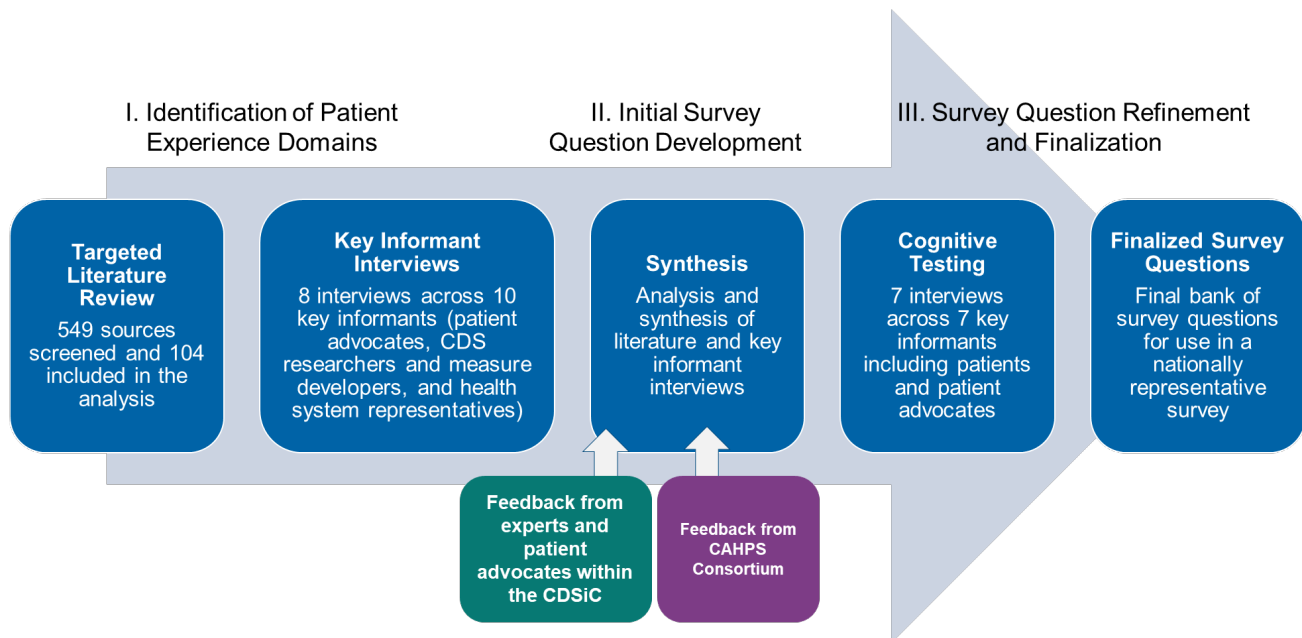 I. Identification of Patient
Experience Domains
II. Initial Survey
Question Development
III. Survey Question Refinement
and Finalization
Targeted
Literature
Review
549 sources
screened and 104
included in the
analysis
Key Informant
Interviews
8 interviews across 10
key informants (patient
advocates, CDS
researchers and measure
developers, and health
system representatives)
Synthesis
Analysis and
synthesis of
literature and key
informant
interviews
Cognitive
Testing
7 interviews
across 7 key
informants
including patients
and patient
advocates
Finalized Survey
Questions
Final bank of
survey questions
for use in a
nationally
representative
survey
Feedback from
experts and
patient
advocates within
the CDSiC
Feedback from
CAHPS
Consortium